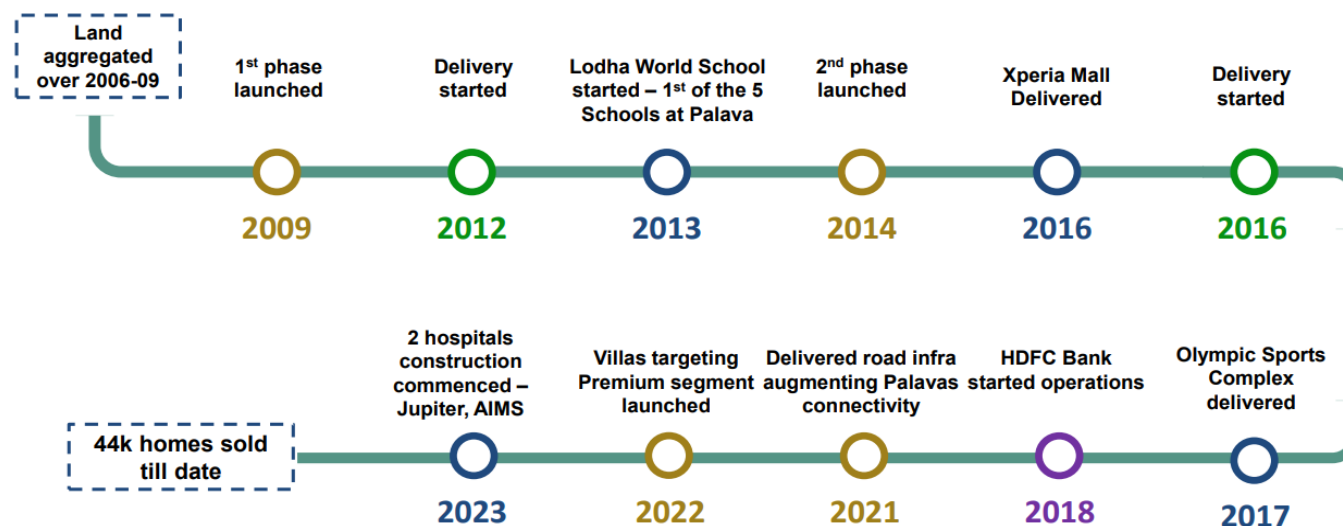 Land
aggregated
over 2006-09
1st phase
launched
Delivery
started
Lodha World School
started – 1st of the 5
Schools at Palava
2nd phase
launched
Xperia Mall
Delivered
Delivery
started
2009
2012
2013
2014
2016
2016
44k homes sold
till date
2 hospitals
construction
commenced –
Jupiter, AIMS
Villas targeting
Premium segment
launched
Delivered road infra
augmenting Palavas
connectivity
HDFC Bank
started operations
Olympic Sports
Complex
delivered
2023
2022
2021
2018
2017